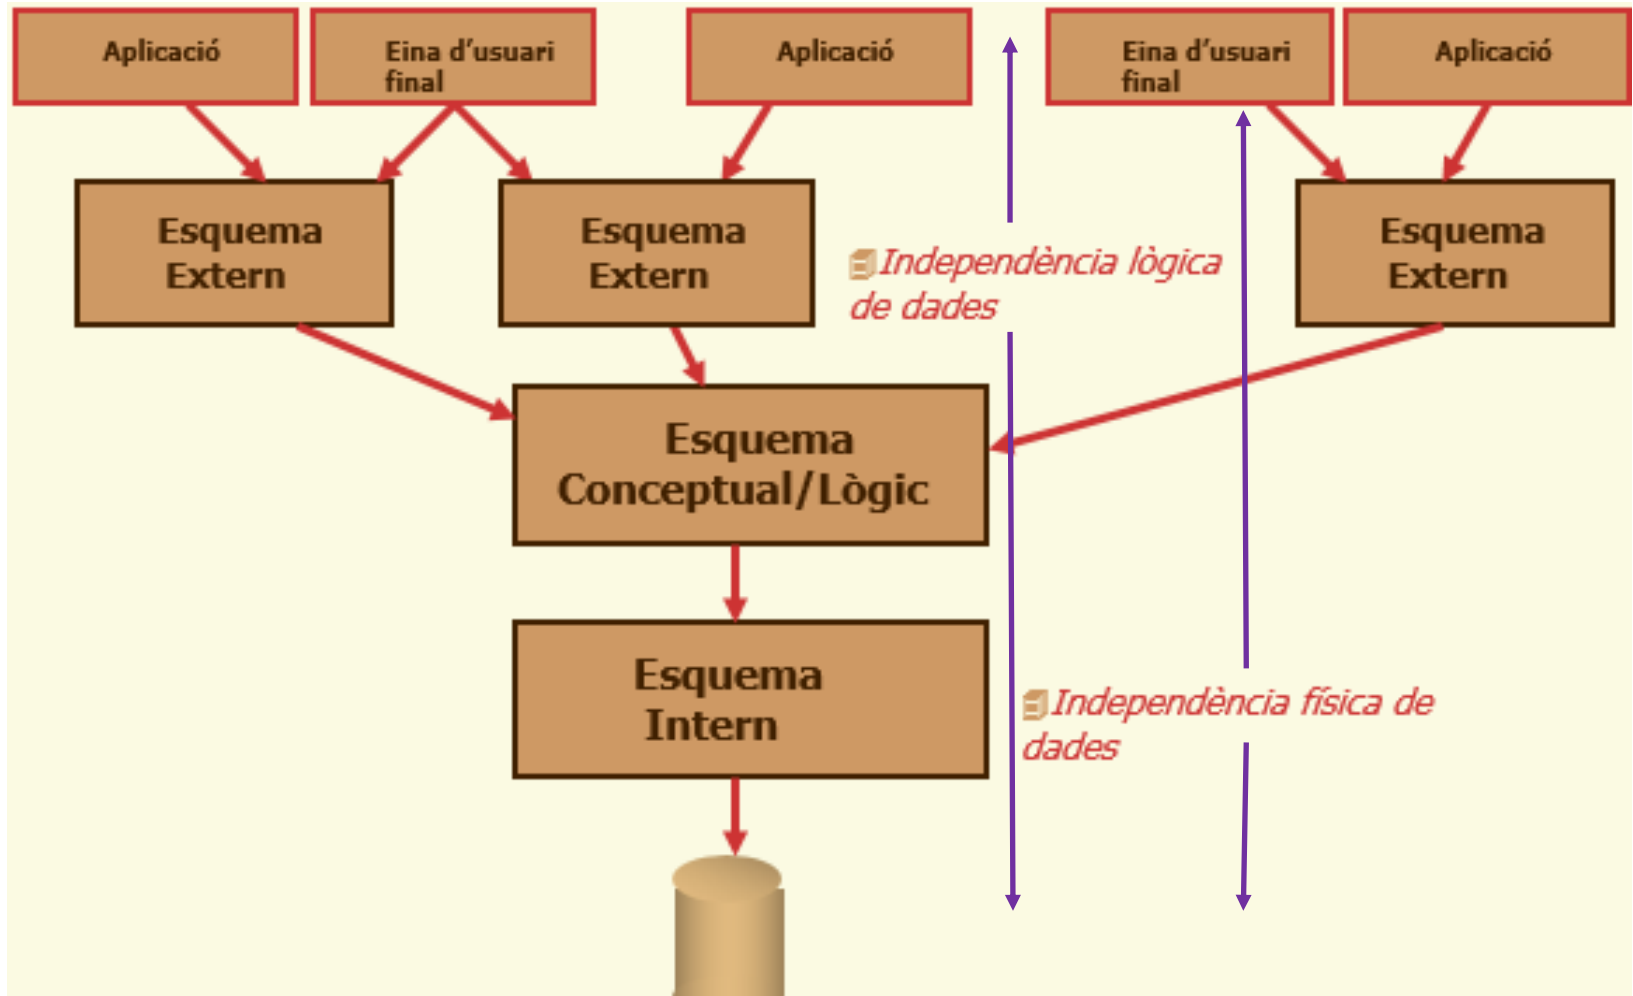 Aplicació
Eina d’usuari
final
Aplicació
Eina d’usuari
final
Aplicació
Esquema
Extern
Esquema
Extern
Esquema
Extern
Independència lògica
de dades
Esquema
Conceptual/Lògic
Esquema
Intern
Independència física de
dades